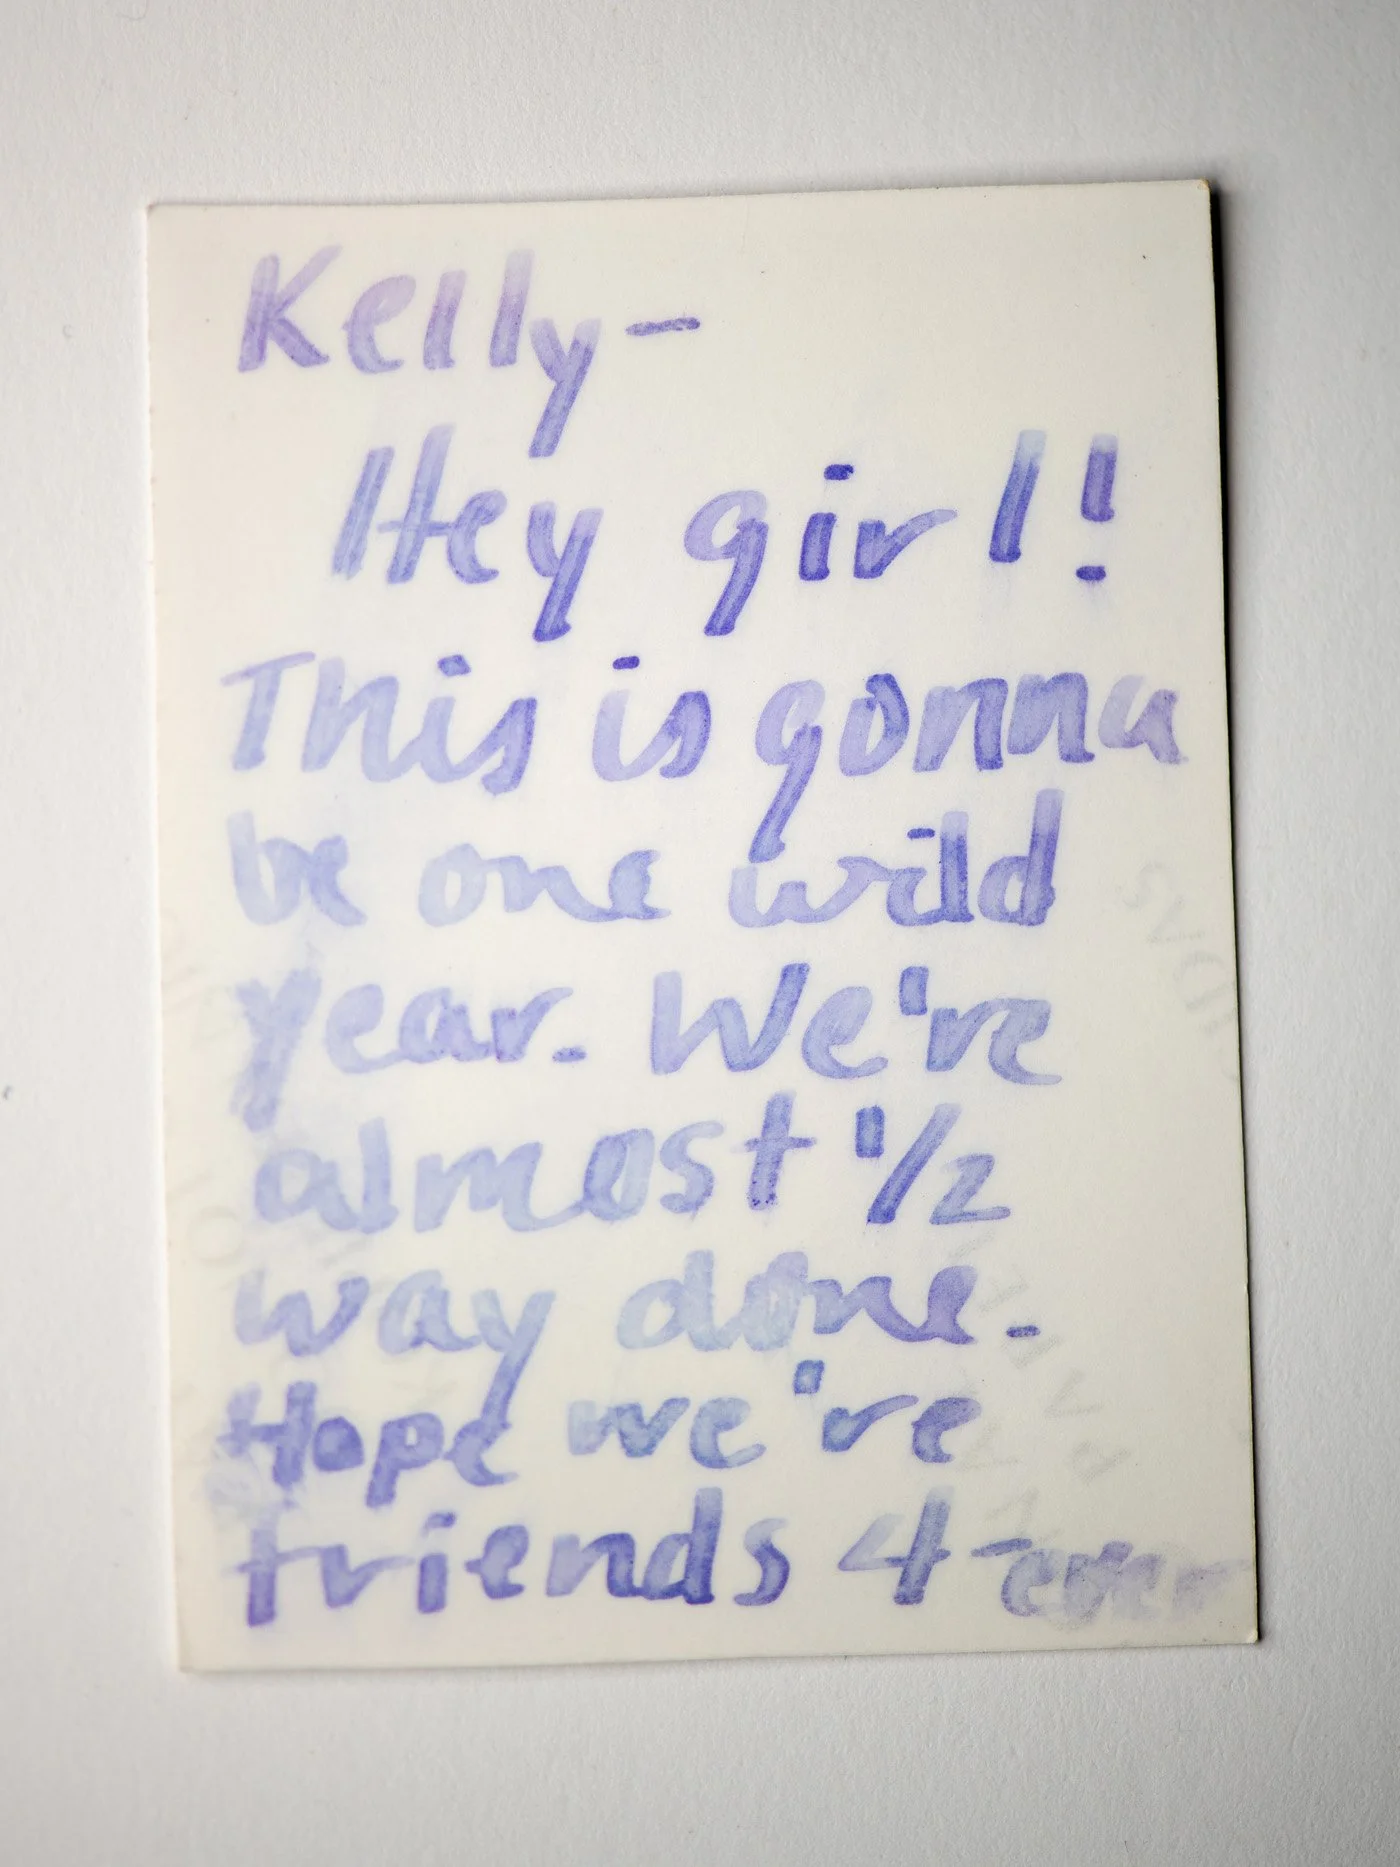 Kelly-
Hey girl!
This is gonna
be one wild
year. We're
almost 1/2
way done.
Hope we're
friends 4-ever